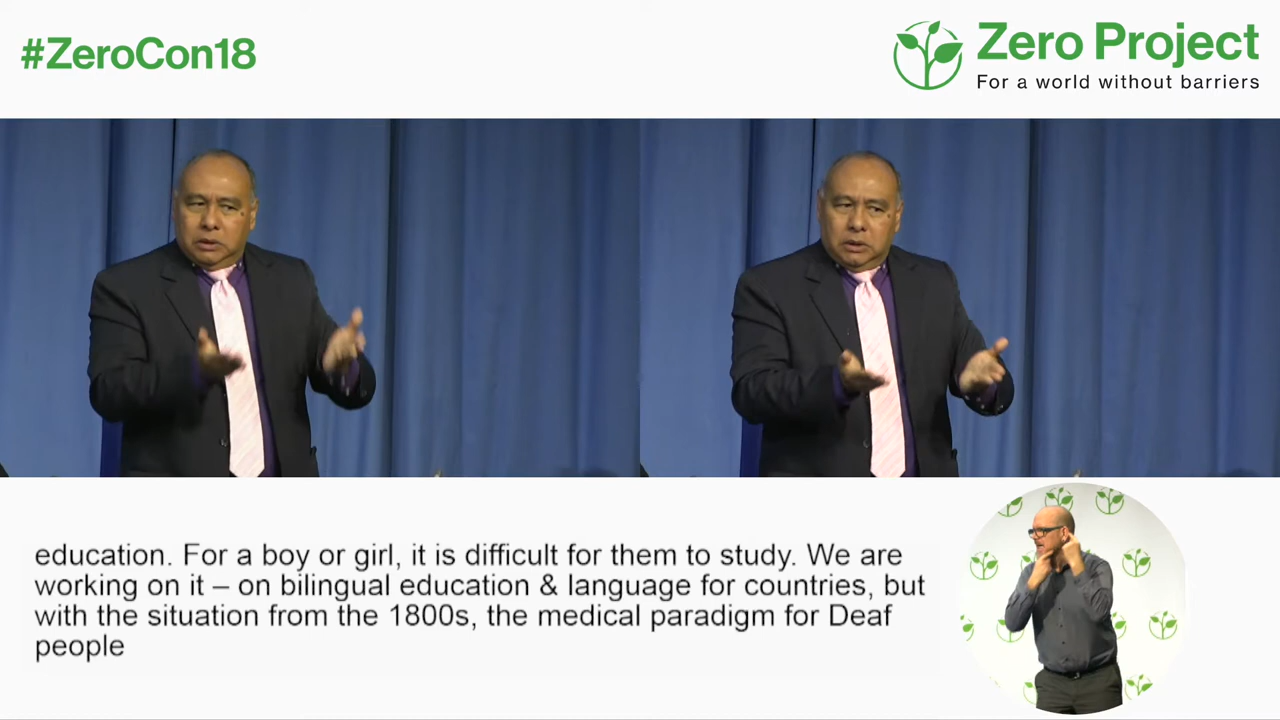 #ZeroCon18
Zero Project
For a world without barriers
education. For a boy or girl, it is difficult for them to study. We are
working on it – on bilingual education & language for countries, but
with the situation from the 1800s, the medical paradigm for Deaf
people